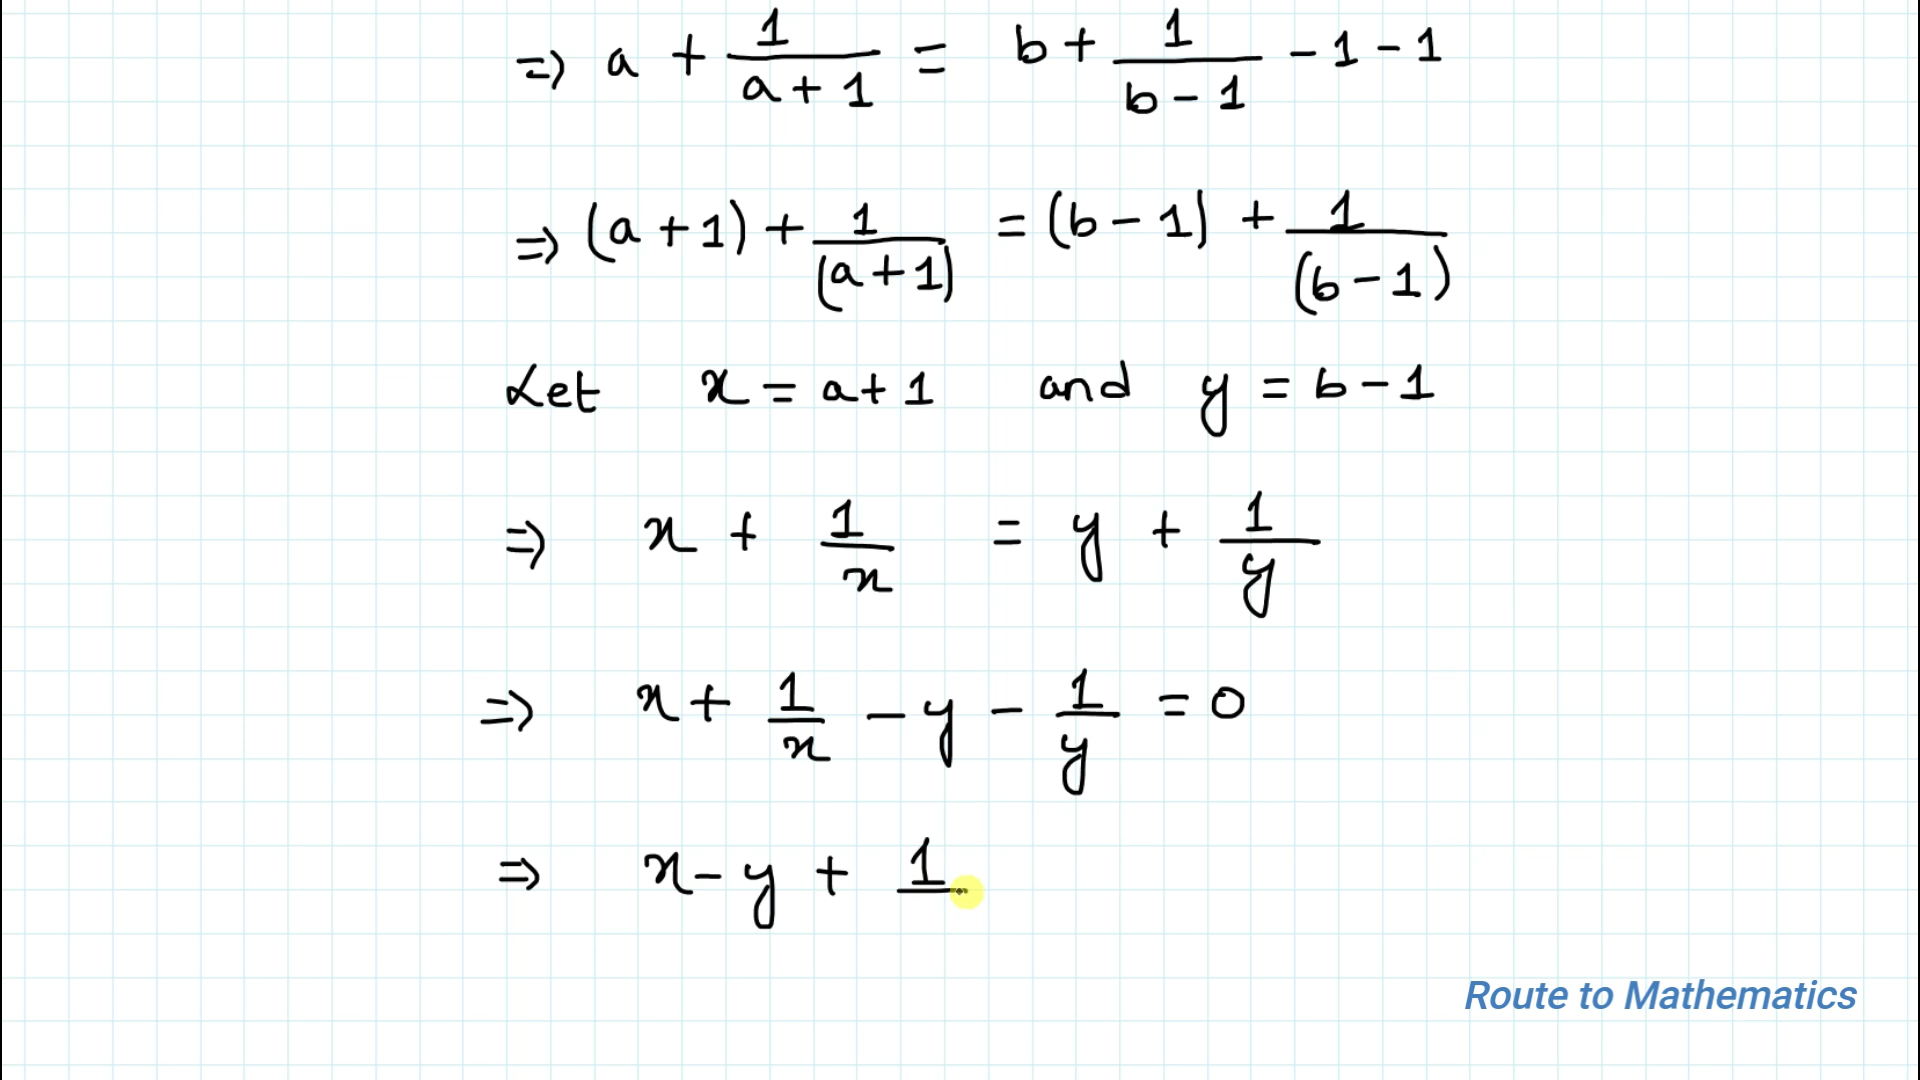 ⇒ a + 1/(a + 1) = b + 1/(b - 1) - 1 - 1
⇒ (a + 1) + 1/(a + 1) = (b - 1) + 1/(b - 1)
Let x = a + 1 and y = b - 1
⇒ x + 1/x = y + 1/y
⇒ x + 1/x - y - 1/y = 0
⇒ x - y + 1/
Route to Mathematics